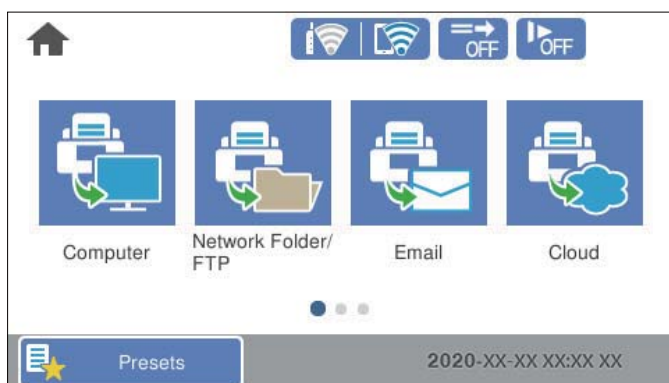 OFF
OFF
Computer
Network Folder/
FTP
Email
Cloud
Presets
2020-XX-XX XX:XX XX